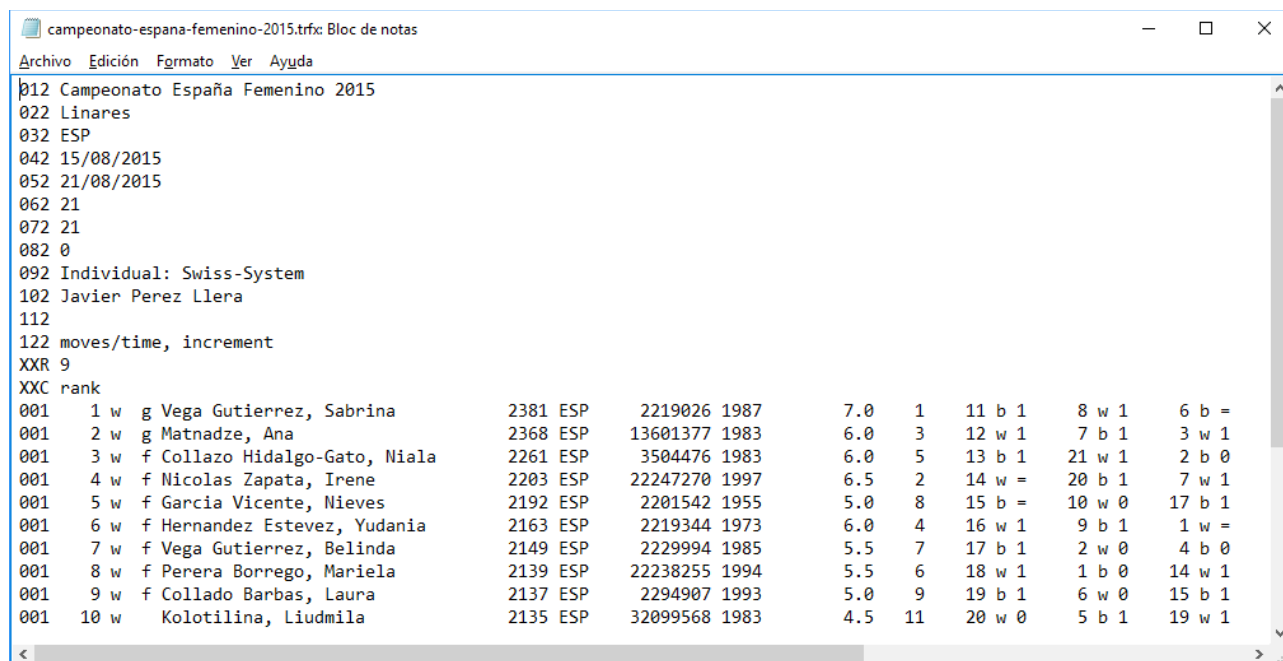 campeonato-espana-femenino-2015.trfx: Bloc de notas
Archivo Edición Formato Ver Ayuda
012 Campeonato España Femenino 2015
022 Linares
032 ESP
042 15/08/2015
052 21/08/2015
062 21
072 21
082 0
092 Individual: Swiss-System
102 Javier Perez Llera
112
122 moves/time, increment
XXR 9
XXC rank
001    1 w  g Vega Gutierrez, Sabrina           2381 ESP     2219026 1987        7.0    1    11 b 1     8 w 1     6 b =
001    2 w  g Matnadze, Ana                     2368 ESP    13601377 1983        6.0    3    12 w 1     7 b 1     3 w 1
001    3 w  f Collazo Hidalgo-Gato, Niala       2261 ESP     3504476 1983        6.0    5    13 b 1    21 w 1     2 b 0
001    4 w  f Nicolas Zapata, Irene             2203 ESP    22247270 1997        6.5    2    14 w =    20 b 1     7 w 1
001    5 w  f Garcia Vicente, Nieves            2192 ESP     2201542 1955        5.0    8    15 b =    10 w 0    17 b 1
001    6 w  f Hernandez Estevez, Yudania        2163 ESP     2219344 1973        6.0    4    16 w 1     9 b 1     1 w =
001    7 w  f Vega Gutierrez, Belinda           2149 ESP     2229994 1985        5.5    7    17 b 1     2 w 0     4 b 0
001    8 w  f Perera Borrego, Mariela           2139 ESP    22238255 1994        5.5    6    18 w 1     1 b 0    14 w 1
001    9 w  f Collado Barbas, Laura             2137 ESP     2294907 1993        5.0    9    19 b 1     6 w 0    15 b 1
001   10 w    Kolotilina, Liudmila              2135 ESP    32099568 1983        4.5   11    20 w 0     5 b 1    19 w 1